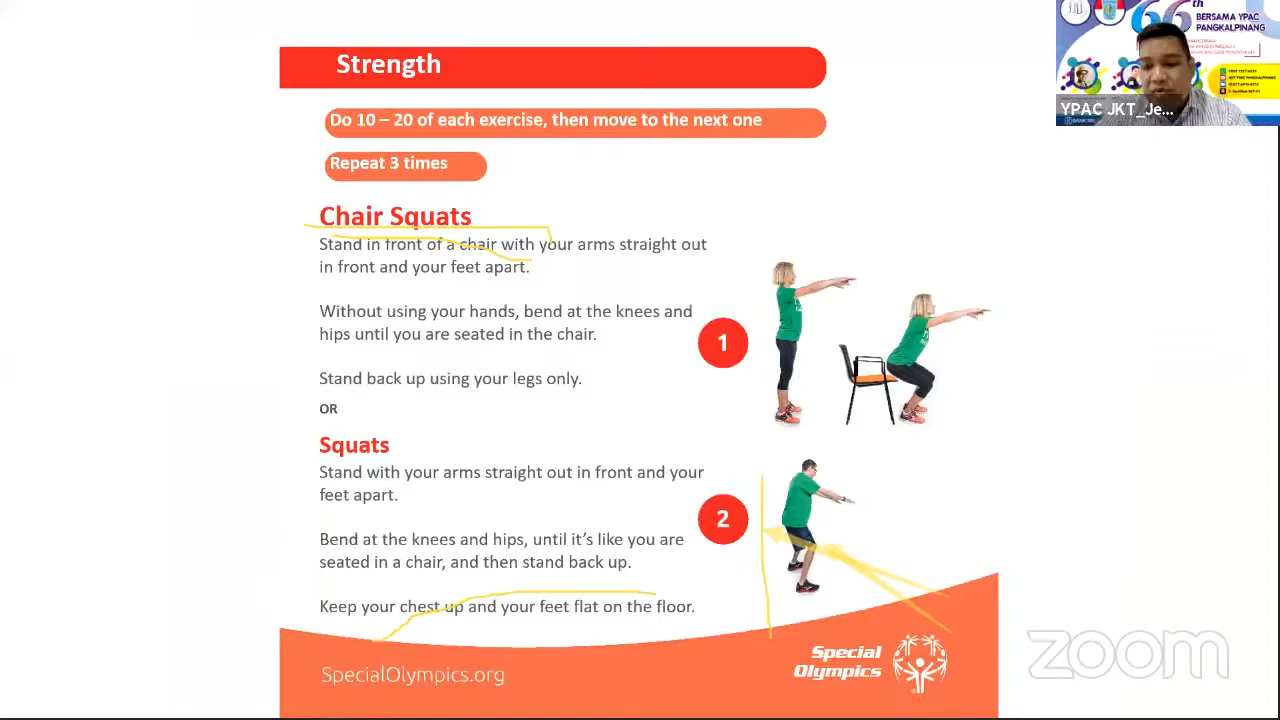 Strength
Do 10 – 20 of each exercise, then move to the next one
Repeat 3 times
Chair Squats
Stand in front of a chair with your arms straight out
in front and your feet apart.
Without using your hands, bend at the knees and
hips until you are seated in the chair.
Stand back up using your legs only.
OR
1
Squats
Stand with your arms straight out in front and your
feet apart.
2
Bend at the knees and hips, until it's like you are
seated in a chair, and then stand back up.
Keep your chest up and your feet flat on the floor.
SpecialOlympics.org
Special
Olympics
66th
BERSAMA YPAC
PANGKALPINANG
YPAC JKT_Je...
zoom